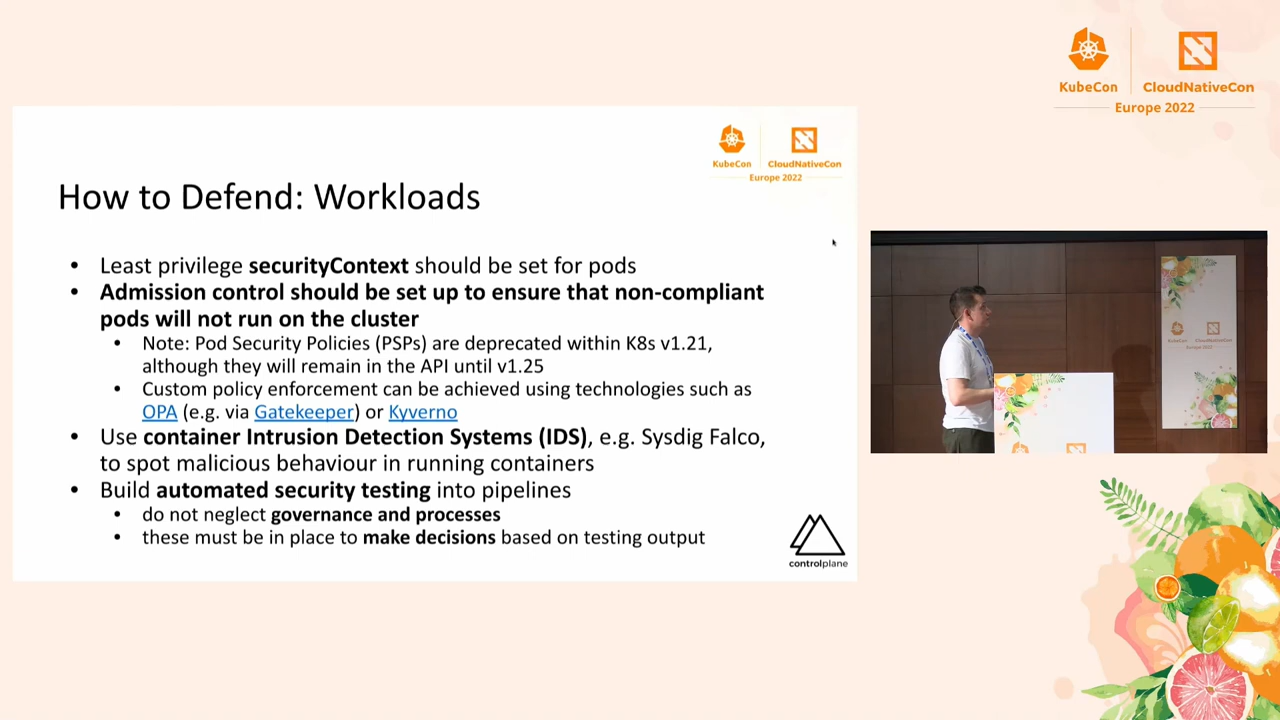 KubeCon
CloudNativeCon
Europe 2022
KubeCon
CloudNativeCon
Europe 2022
How to Defend: Workloads
• Least privilege securityContext should be set for pods
• Admission control should be set up to ensure that non-compliant
pods will not run on the cluster
• Note: Pod Security Policies (PSPs) are deprecated within K8s v1.21,
although they will remain in the API until v1.25
• Custom policy enforcement can be achieved using technologies such as
OPA (e.g. via Gatekeeper) or Kyverno
• Use container Intrusion Detection Systems (IDS), e.g. Sysdig Falco,
to spot malicious behaviour in running containers
• Build automated security testing into pipelines
• do not neglect governance and processes
• these must be in place to make decisions based on testing output
controlplane
KubeCon
CloudNativeCon
Europe 2022